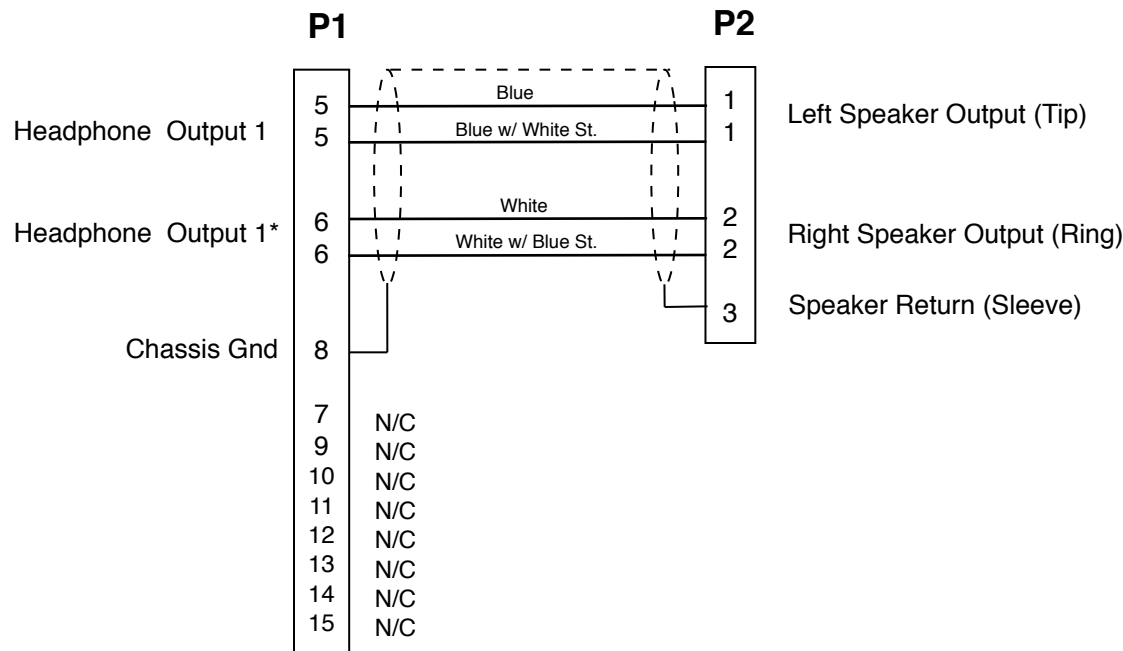 P1 P2
5 Blue 1 Left Speaker Output (Tip)
Headphone Output 1 5 Blue w/ White St. 1
6 White 2
Headphone Output 1* Right Speaker Output (Ring)
6 White w/ Blue St. 2
3 Speaker Return (Sleeve)
Chassis Gnd 8
7 N/C
9 N/C
10 N/C
11 N/C
12 N/C
13 N/C
14 N/C
15 N/C